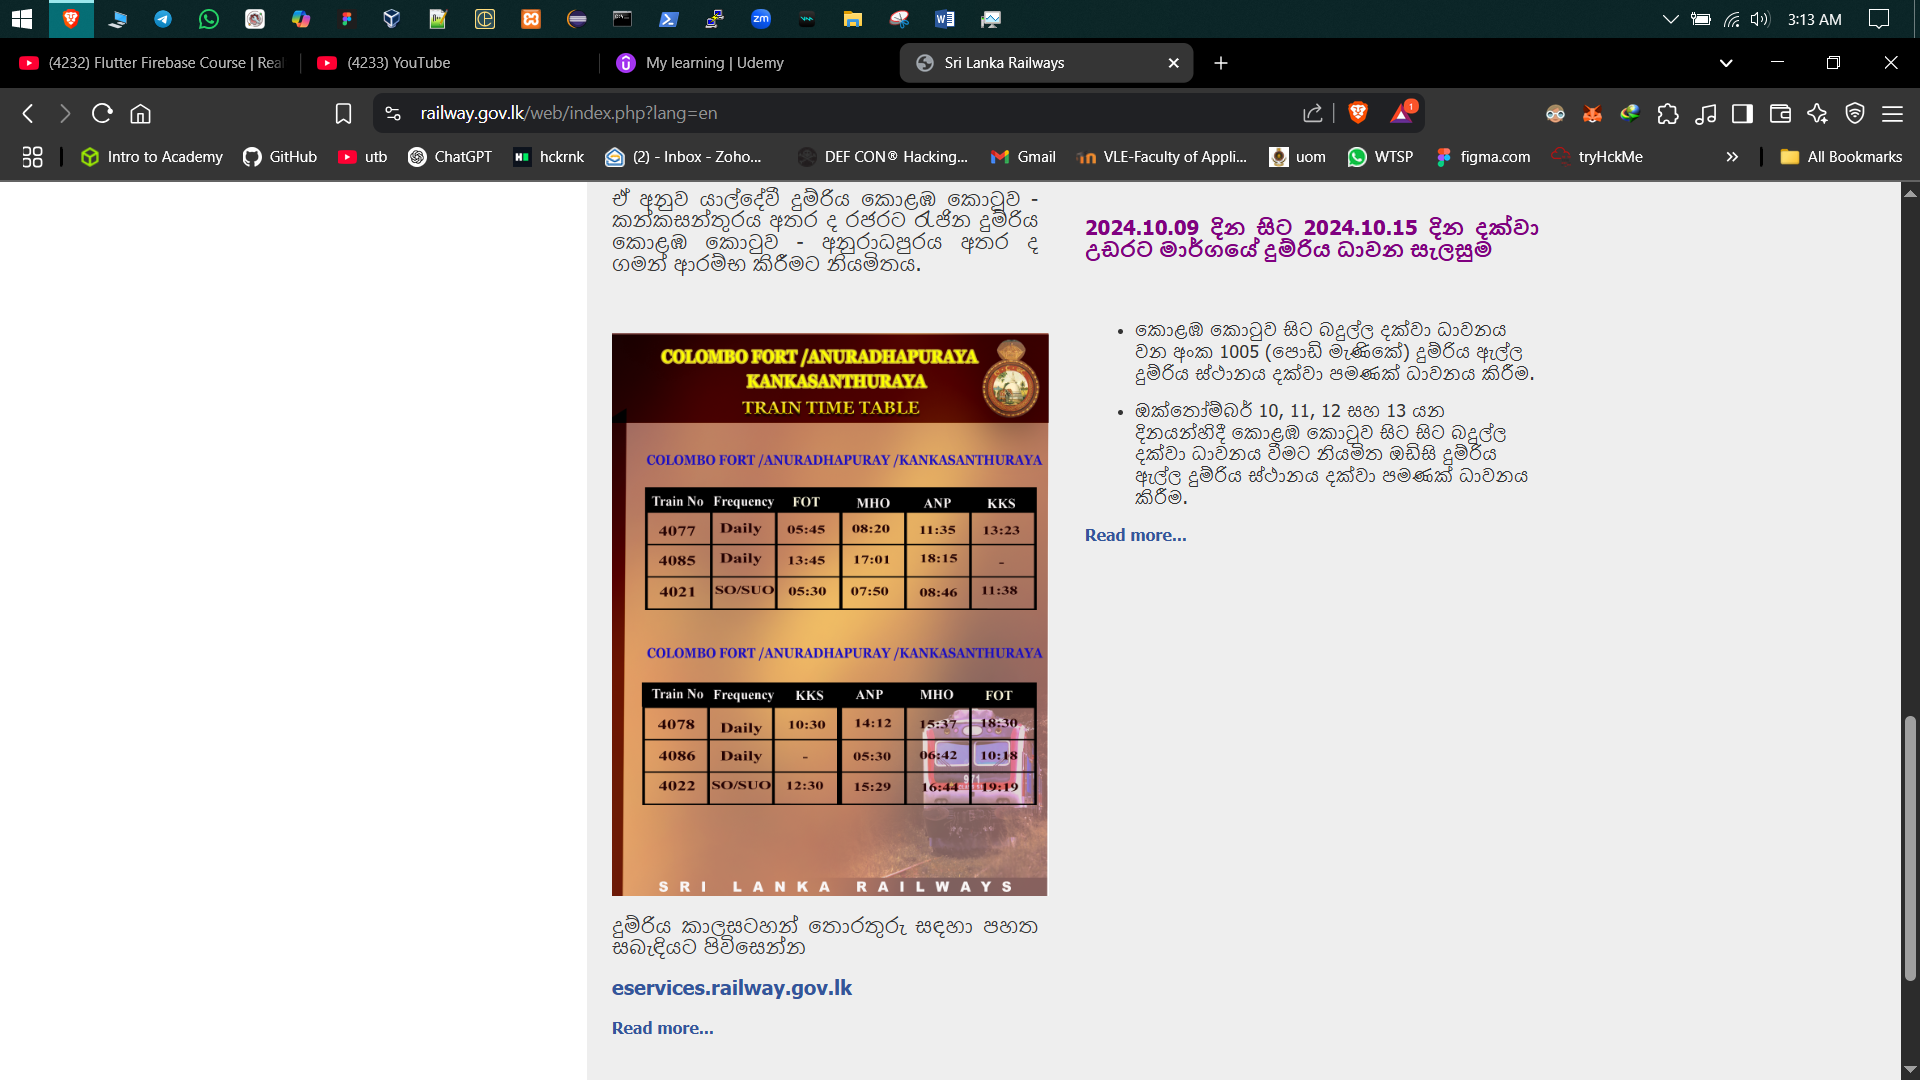 3:13 AM
(4232) Flutter Firebase Course | Real
(4233) YouTube
My learning | Udemy
Sri Lanka Railways
railway.gov.lk/web/index.php?lang=en
1
Intro to Academy
GitHub
utb
ChatGPT
hckrnk
(2) - Inbox - Zoho...
DEF CON® Hacking...
Gmail
VLE-Faculty of Appli...
uom
WTSP
figma.com
tryHckMe
All Bookmarks
ඒ අනුව යාල්දේවී දුම්රිය කොළඹ කොටුව -
කන්කසන්තුරය අතර ද රජරට රැජින දුම්රිය
කොළඹ කොටුව - අනුරාධපුරය අතර ද
ගමන් ආරම්භ කිරීමට නියමිතය.
COLOMBO FORT /ANURADHAPURAYA
KANKASANTHURAYA
TRAIN TIME TABLE
COLOMBO FORT /ANURADHAPURAY /KANKASANTHURAYA
Train No Frequency FOT MHO ANP KKS
4077 Daily 05:45 08:20 11:35 13:23
4085 Daily 13:45 17:01 18:15 -
4021 SO/SUO 05:30 07:50 08:46 11:38
COLOMBO FORT /ANURADHAPURAY /KANKASANTHURAYA
Train No Frequency KKS ANP MHO FOT
4078 Daily 10:30 14:12 15:37 18:30
4086 Daily - 05:30 06:42 10:18
4022 SO/SUO 12:30 15:29 16:44 19:19
971
SRI LANKA RAILWAYS
දුම්රිය කාලසටහන් තොරතුරු සඳහා පහත
සබැඳියට පිවිසෙන්න
eservices.railway.gov.lk
Read more...
2024.10.09 දින සිට 2024.10.15 දින දක්වා
උඩරට මාර්ගයේ දුම්රිය ධාවන සැලසුම
• කොළඹ කොටුව සිට බදුල්ල දක්වා ධාවනය
වන අංක 1005 (පොඩි මැණිකේ) දුම්රිය ඇල්ල
දුම්රිය ස්ථානය දක්වා පමණක් ධාවනය කිරීම.
• ඔක්තෝම්බර් 10, 11, 12 සහ 13 යන
දිනයන්හිදී කොළඹ කොටුව සිට සිට බදුල්ල
දක්වා ධාවනය වීමට නියමිත ඔඩිසි දුම්රිය
ඇල්ල දුම්රිය ස්ථානය දක්වා පමණක් ධාවනය
කිරීම.
Read more...